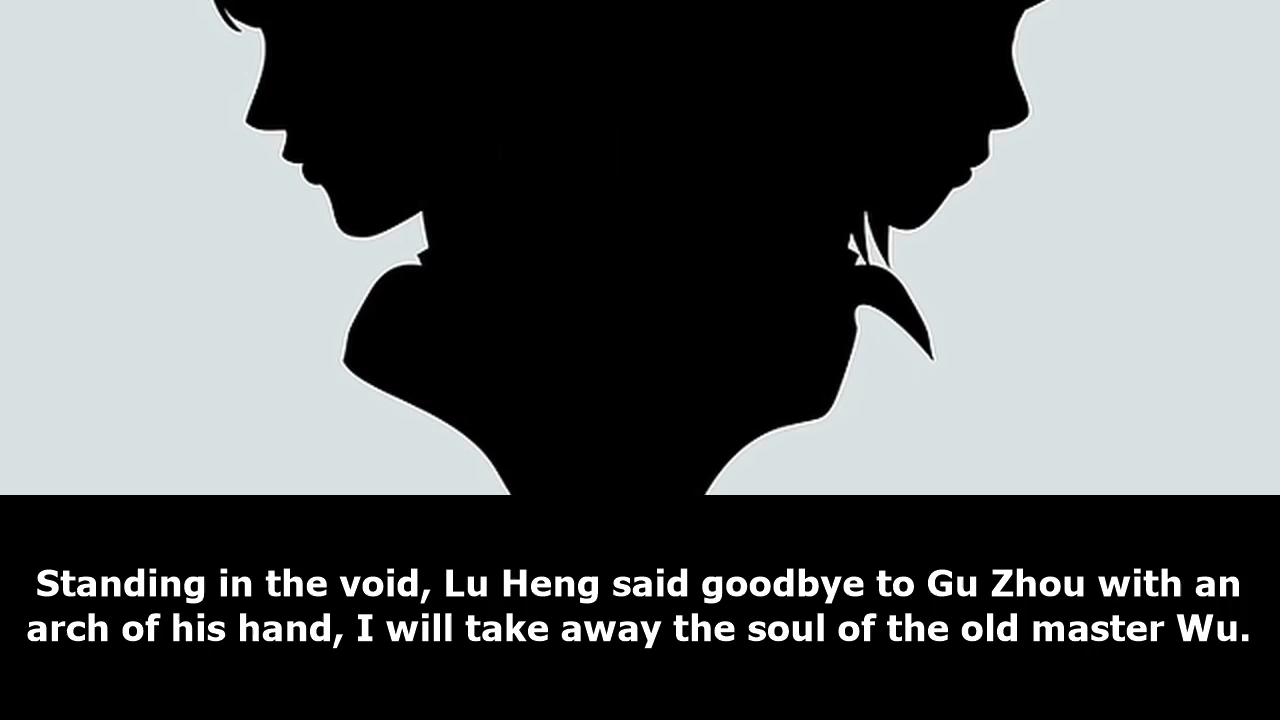 Standing in the void, Lu Heng said goodbye to Gu Zhou with an
arch of his hand, I will take away the soul of the old master Wu.